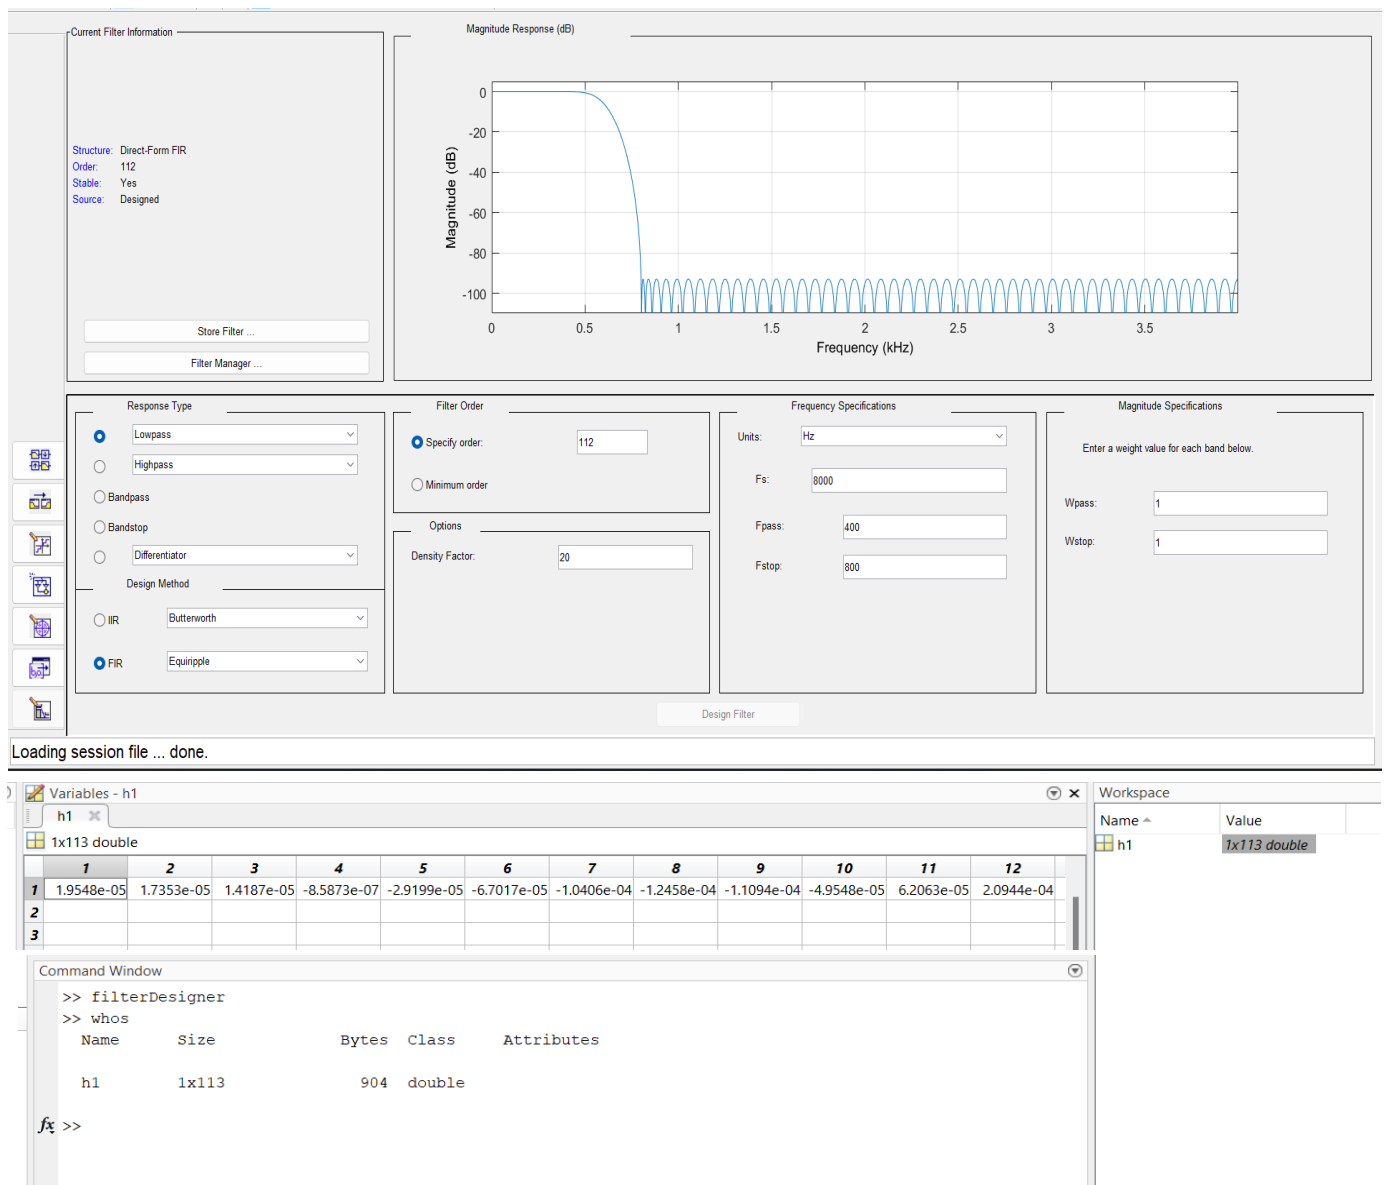 Current Filter Information
Structure: Direct-Form FIR
Order: 112
Stable: Yes
Source: Designed
Store Filter ...
Filter Manager ...
Magnitude Response (dB)
Magnitude (dB)
0
-20
-40
-60
-80
-100
0 0.5 1 1.5 2 2.5 3 3.5
Frequency (kHz)
Response Type
Lowpass
Highpass
Bandpass
Bandstop
Differentiator
Design Method
IIR Butterworth
FIR Equiripple
Filter Order
Specify order: 112
Minimum order
Options
Density Factor: 20
Frequency Specifications
Units: Hz
Fs: 8000
Fpass: 400
Fstop: 800
Magnitude Specifications
Enter a weight value for each band below.
Wpass: 1
Wstop: 1
Design Filter
Loading session file ... done.
Variables - h1
h1
1x113 double
1 2 3 4 5 6 7 8 9 10 11 12
1 1.9548e-05 1.7353e-05 1.4187e-05 -8.5873e-07 -2.9199e-05 -6.7017e-05 -1.0406e-04 -1.2458e-04 -1.1094e-04 -4.9548e-05 6.2063e-05 2.0944e-04
2
3
Workspace
Name Value
h1 1x113 double
Command Window
>> filterDesigner
>> whos
Name Size Bytes Class Attributes
h1 1x113 904 double
fx >>